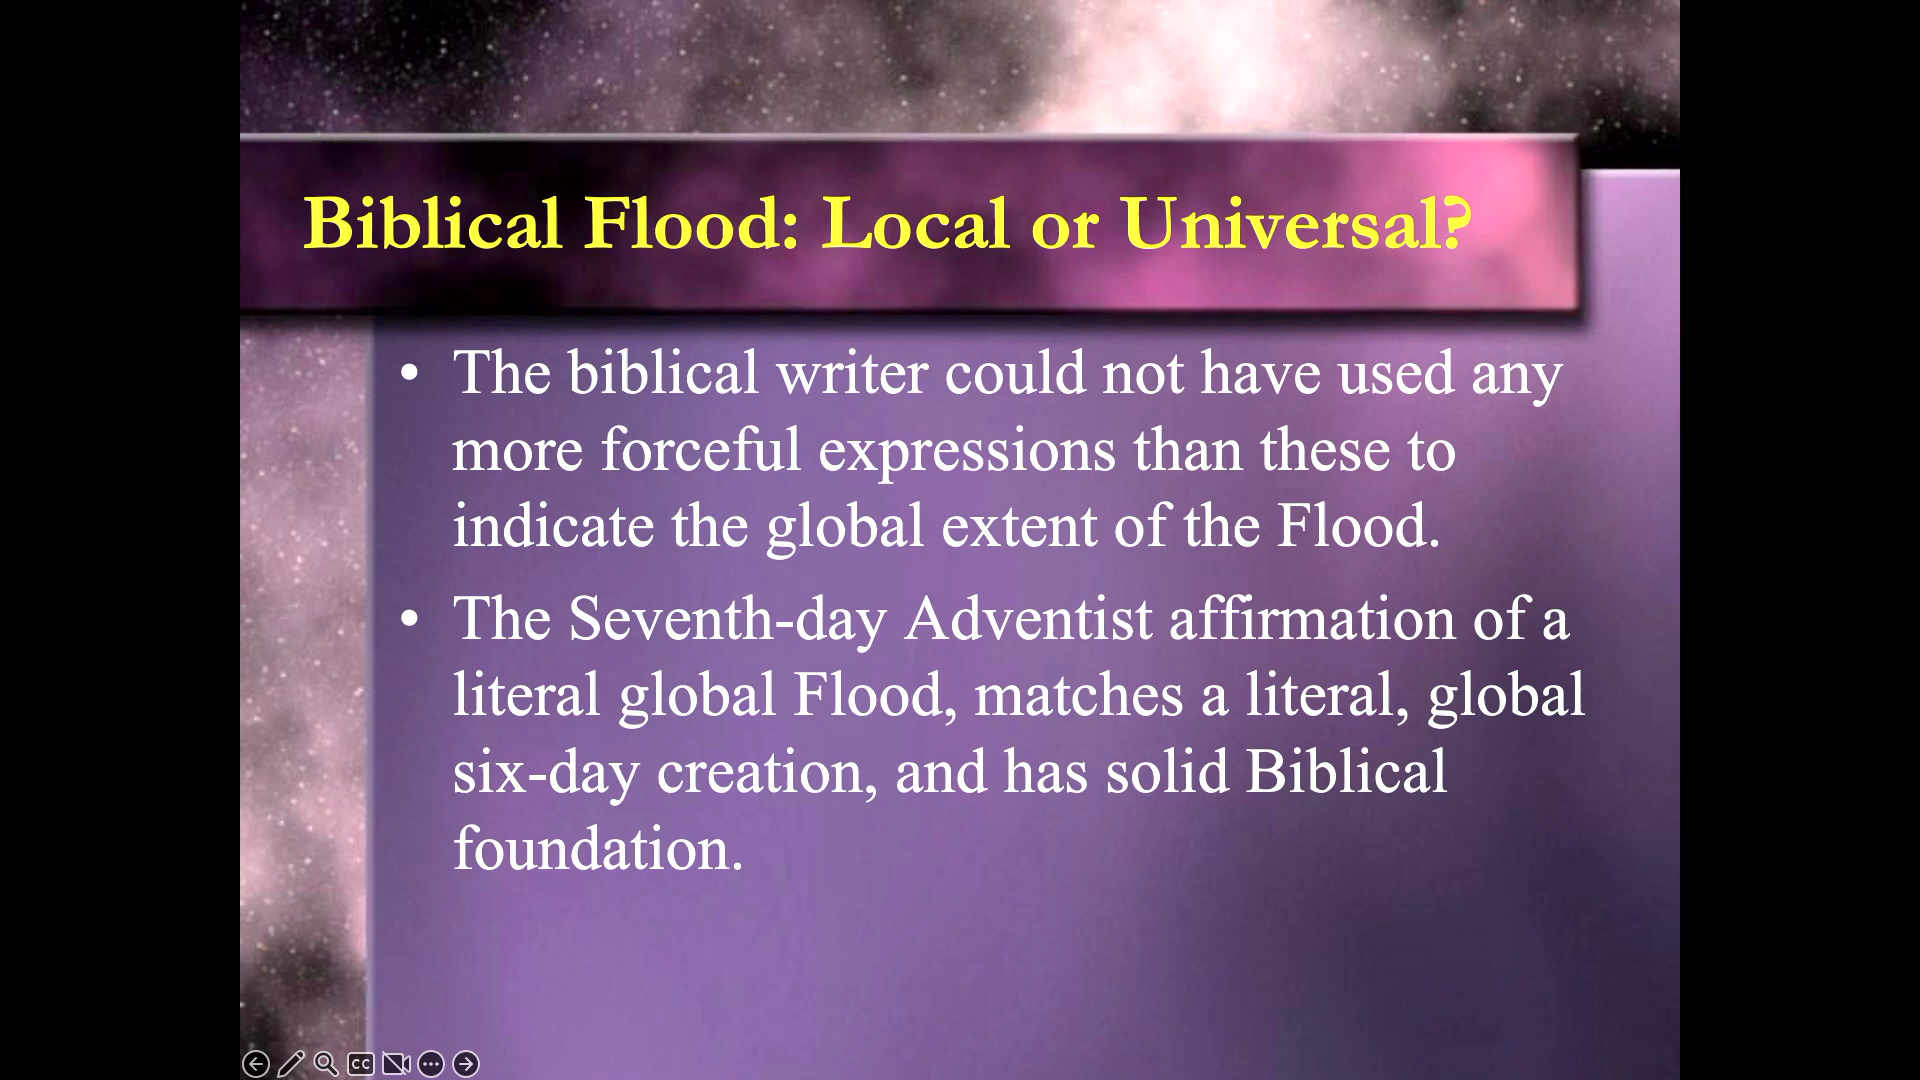 Biblical Flood: Local or Universal?
• The biblical writer could not have used any
more forceful expressions than these to
indicate the global extent of the Flood.
• The Seventh-day Adventist affirmation of a
literal global Flood, matches a literal, global
six-day creation, and has solid Biblical
foundation.
CC